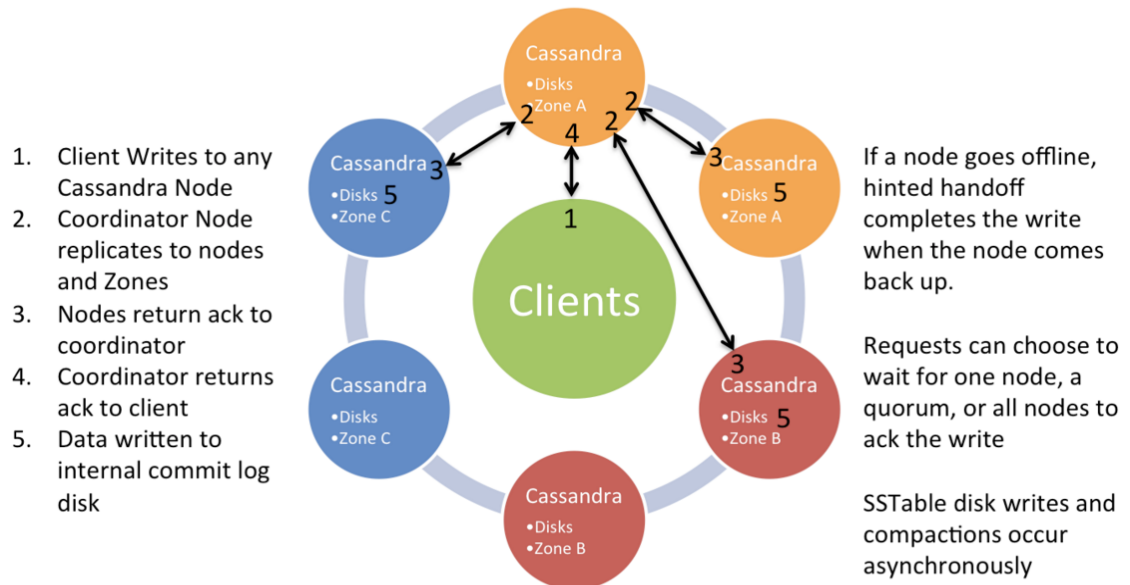 1. Client Writes to any
Cassandra Node
2. Coordinator Node
replicates to nodes
and Zones
3. Nodes return ack to
coordinator
4. Coordinator returns
ack to client
5. Data written to
internal commit log
disk
Cassandra
•Disks
•Zone A
2
2
2
4
Cassandra
3
•Disks 5
•Zone C
3
Cassandra
•Disks 5
•Zone A
1
Clients
Cassandra
•Disks
•Zone C
3
Cassandra
•Disks 5
•Zone B
Cassandra
•Disks
•Zone B
If a node goes offline,
hinted handoff
completes the write
when the node comes
back up.
Requests can choose to
wait for one node, a
quorum, or all nodes to
ack the write
SSTable disk writes and
compactions occur
asynchronously